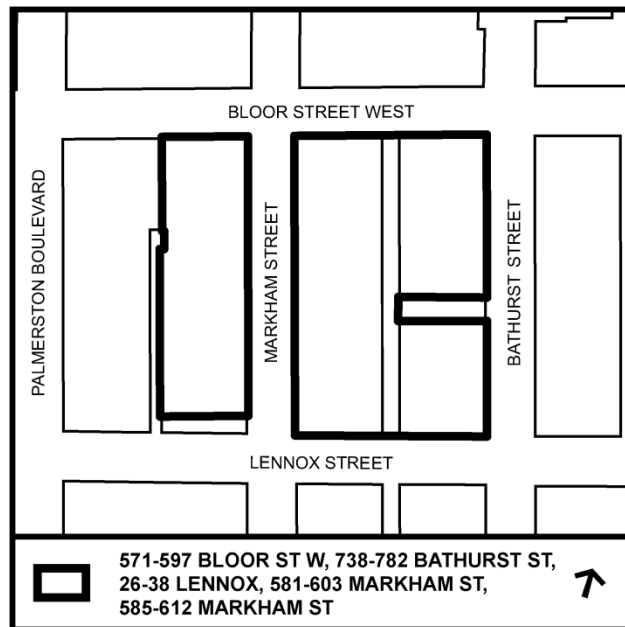 BLOOR STREET WEST
PALMERSTON BOULEVARD
MARKHAM STREET
BATHURST STREET
LENNOX STREET
571-597 BLOOR ST W, 738-782 BATHURST ST,
26-38 LENNOX, 581-603 MARKHAM ST,
585-612 MARKHAM ST